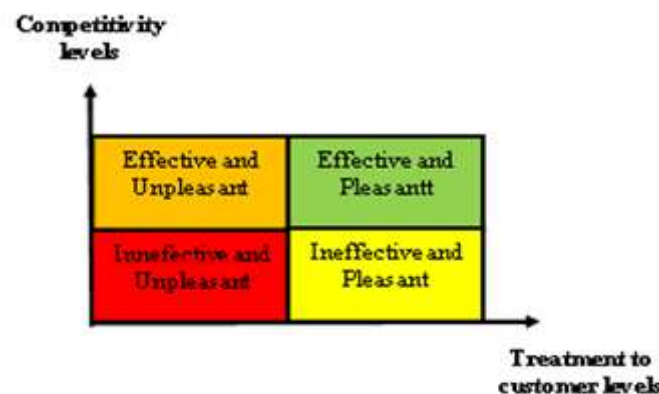 Competitivity
levels
Effective and
Unpleasant
Effective and
Pleasantt
Innefective and
Unpleasant
Ineffective and
Pleasant
Treatment to
customer levels